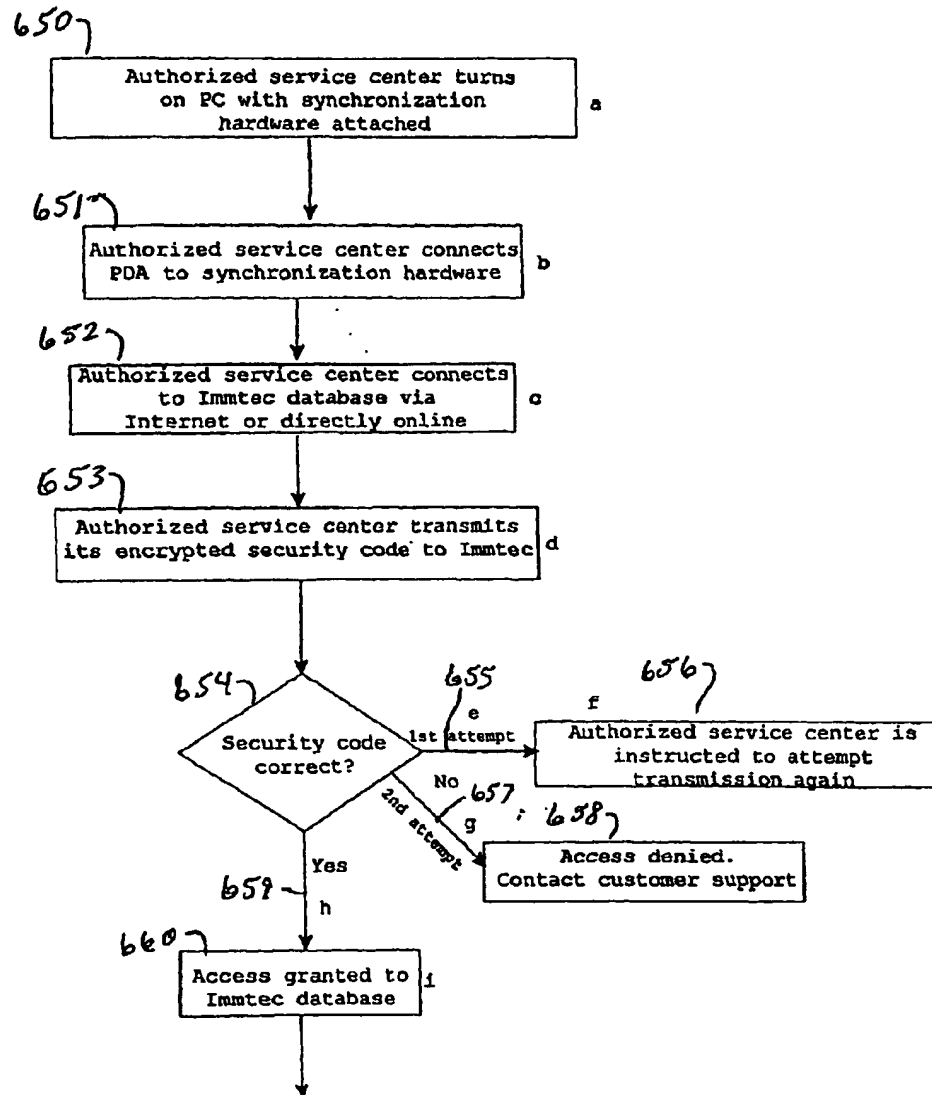 650
Authorized service center turns
on PC with synchronization
hardware attached
a
651
Authorized service center connects
PDA to synchronization hardware
b
652
Authorized service center connects
to Immtec database via
Internet or directly online
c
653
Authorized service center transmits
its encrypted security code to Immtec
d
654
Security code
correct?
655
e
1st attempt
656
f
Authorized service center is
instructed to attempt
transmission again
No
657
g
2nd attempt
658
Access denied.
Contact customer support
Yes
659
h
660
Access granted to
Immtec database
i